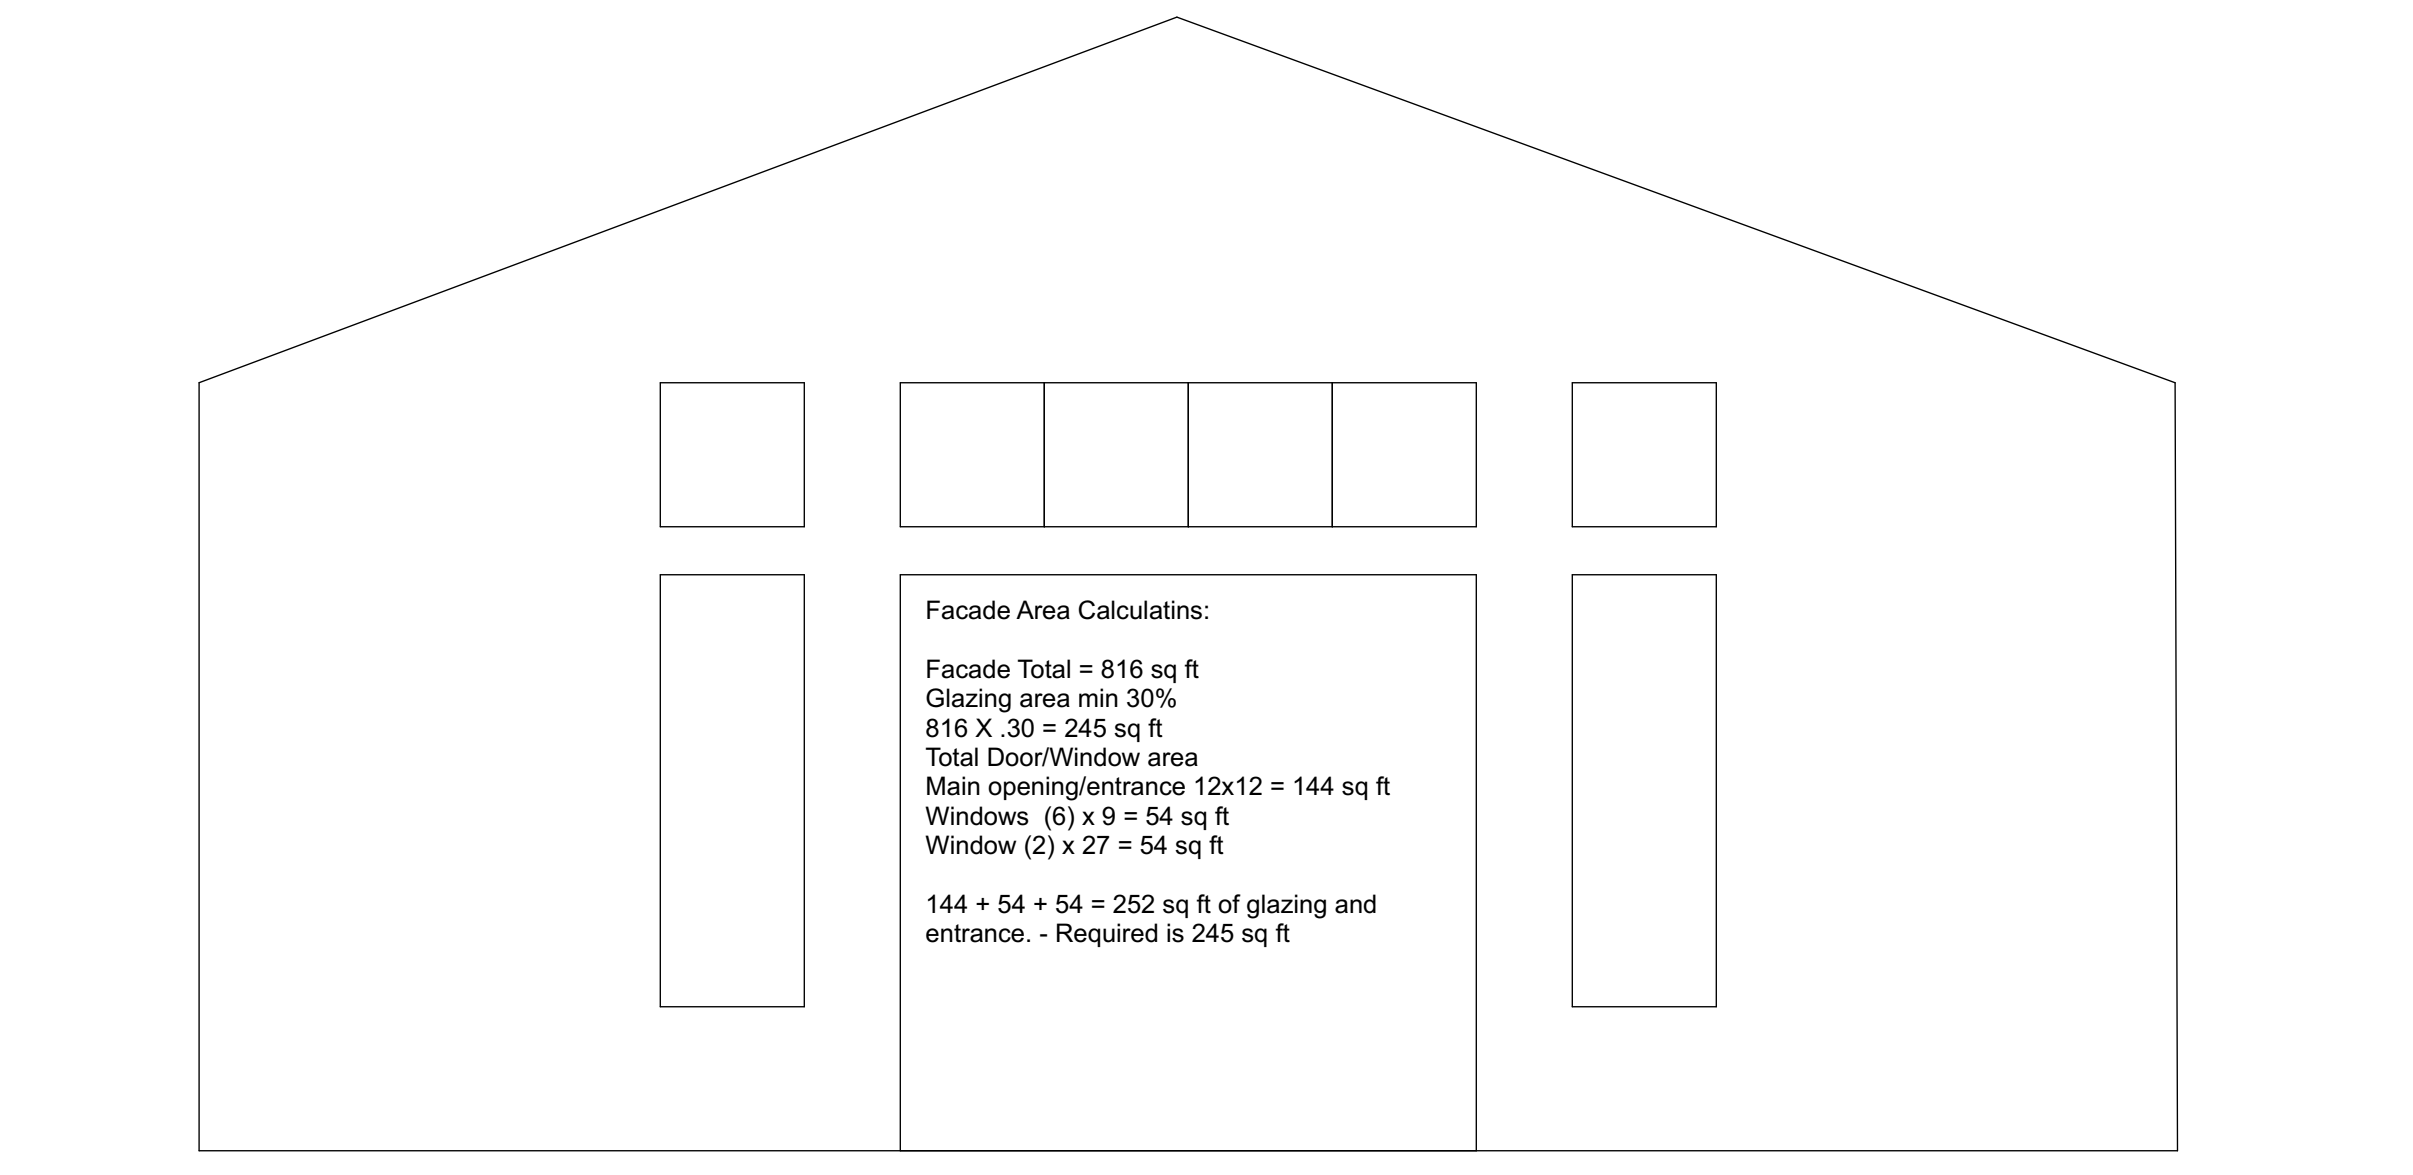 Facade Area Calculatins:
Facade Total = 816 sq ft
Glazing area min 30%
816 X .30 = 245 sq ft
Total Door/Window area
Main opening/entrance 12x12 = 144 sq ft
Windows  (6) x 9 = 54 sq ft
Window (2) x 27 = 54 sq ft
144 + 54 + 54 = 252 sq ft of glazing and
entrance. - Required is 245 sq ft